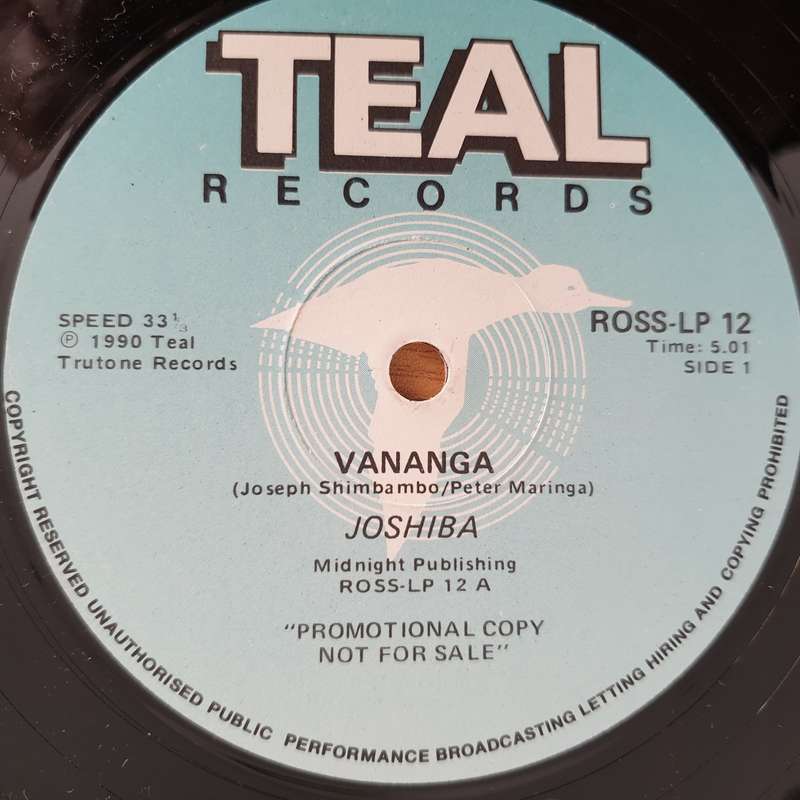 TEAL
RECORDS
SPEED 33⅓
℗ 1990 Teal
Trutone Records
ROSS-LP 12
Time: 5.01
SIDE 1
VANANGA
(Joseph Shimbambo/Peter Maringa)
JOSHIBA
Midnight Publishing
ROSS-LP 12 A
"PROMOTIONAL COPY
NOT FOR SALE"
COPYRIGHT RESERVED UNAUTHORISED PUBLIC PERFORMANCE BROADCASTING LETTING HIRING AND COPYING PROHIBITED